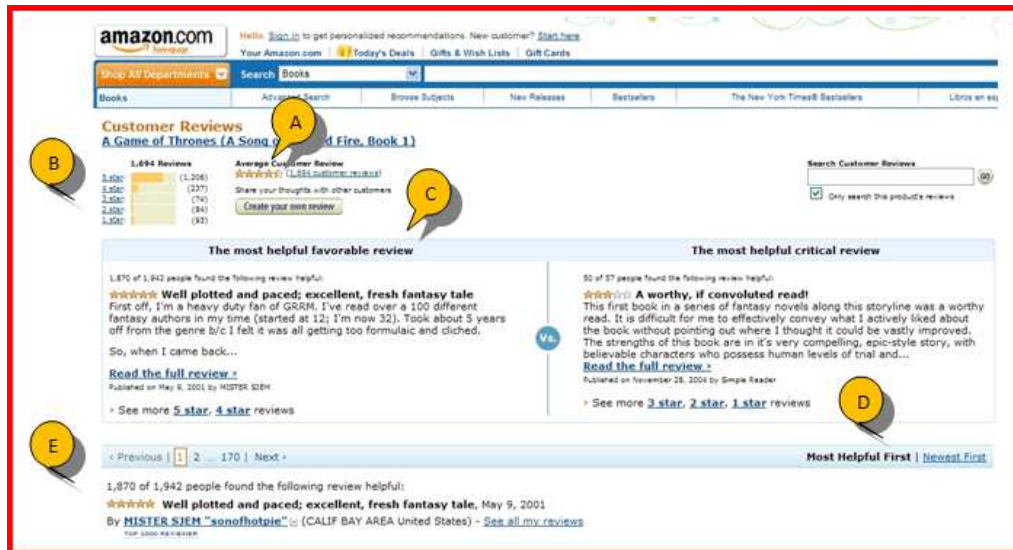 amazon.com
homepage
Hello. Sign in to get personalized recommendations. New customer? Start here
Your Amazon.com Today's Deals | Gifts & Wish Lists | Gift Cards
Shop All Departments Search Books
Books Advanced Search Browse Subjects New Releases Bestsellers The New York Times® Bestsellers Libros en es
A
Customer Reviews
A Game of Thrones (A Song o d Fire, Book 1)
B
1,694 Reviews Average Customer Review Search Customer Reviews
(1,206) (1,694 customer reviews) GO
4 star: (237) Share your thoughts with other customers Only search this product's reviews
3 star: (74) Create your own review
2 star: (84)
1 star: (93)
C
The most helpful favorable review The most helpful critical review
1,870 of 1,942 people found the following review helpful: 50 of 57 people found the following review helpful:
Well plotted and paced; excellent, fresh fantasy tale
First off, I'm a heavy duty fan of GRRM. I've read over a 100 different
fantasy authors in my time (started at 12; I'm now 32). Took about 5 years
off from the genre b/c I felt it was all getting too formulaic and cliched.
So, when I came back...
Read the full review ›
Published on May 9, 2001 by MISTER SJEM
› See more 5 star, 4 star reviews
Vs.
A worthy, if convoluted read!
This first book in a series of fantasy novels along this storyline was a worthy
read. It is difficult for me to effectively convey what I actively liked about
the book without pointing out where I thought it could be vastly improved.
The strengths of this book are in it's very compelling, epic-style story, with
believable characters who possess human levels of trial and...
Read the full review ›
Published on November 28, 2004 by Simple Reader
› See more 3 star, 2 star, 1 star reviews
D
E
‹ Previous | 1 2 ... 170 | Next › Most Helpful First | Newest First
1,870 of 1,942 people found the following review helpful:
Well plotted and paced; excellent, fresh fantasy tale, May 9, 2001
By MISTER SJEM "sonofhotpie" (CALIF BAY AREA United States) - See all my reviews
TOP 1000 REVIEWER